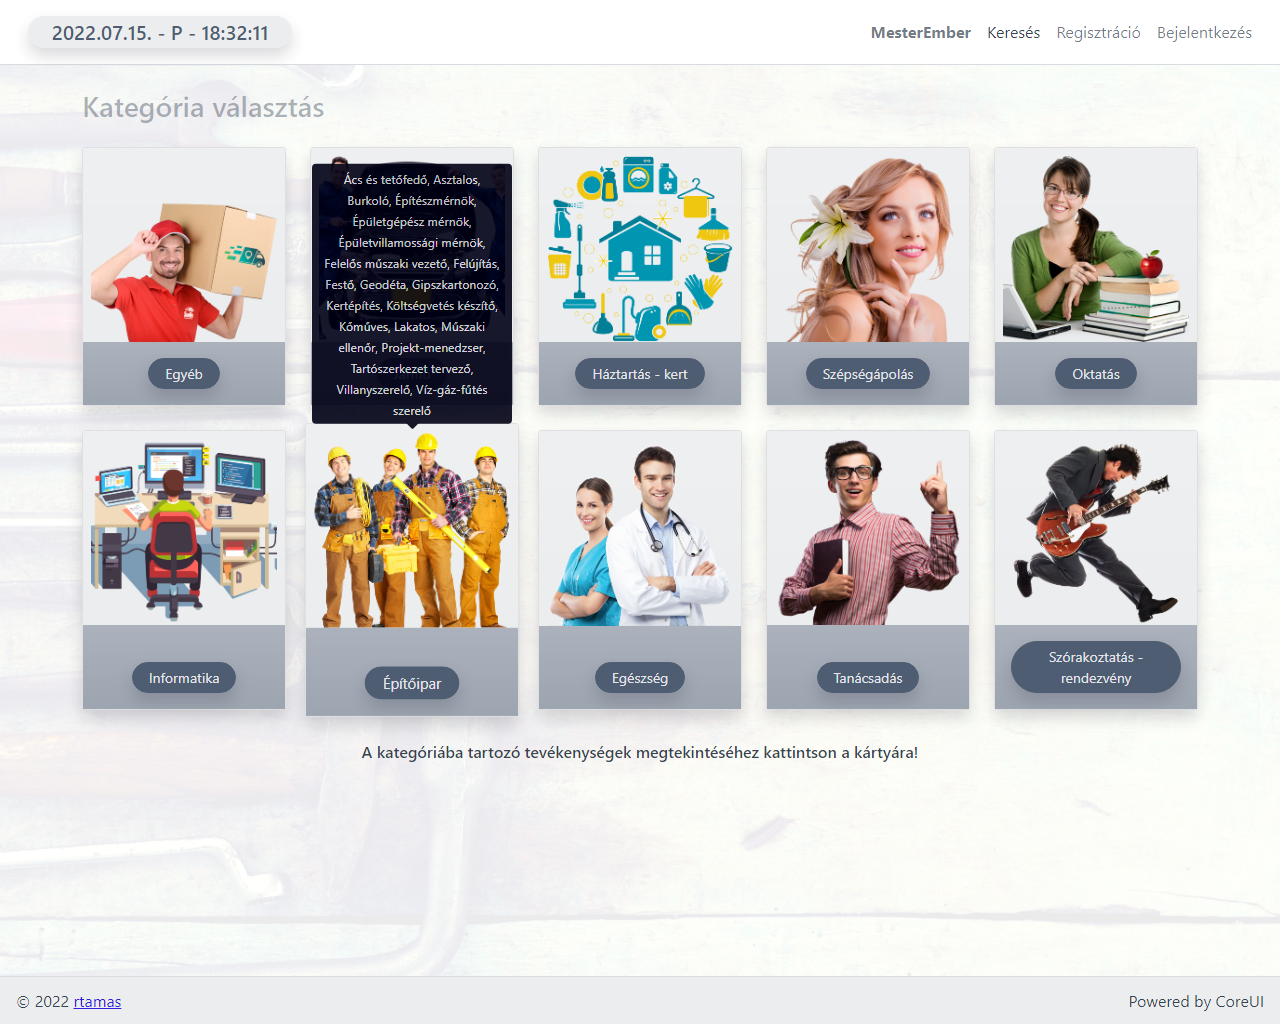 2022.07.15. - P - 18:32:11
MesterEmber Keresés Regisztráció Bejelentkezés
Kategória választás
Ács és tetőfedő, Asztalos,
Burkoló, Építészmérnök,
Épületgépész mérnök,
Épületvillamossági mérnök,
Felelős műszaki vezető, Felújítás,
Festő, Geodéta, Gipszkartonozó,
Kertépítés, Költségvetés készítő,
Kőműves, Lakatos, Műszaki
ellenőr, Projekt-menedzser,
Tartószerkezet tervező,
Villanyszerelő, Víz-gáz-fűtés
szerelő
Egyéb
Háztartás - kert
Szépségápolás
Oktatás
Informatika
Építőipar
Egészség
Tanácsadás
Szórakoztatás -
rendezvény
A kategóriába tartozó tevékenységek megtekintéséhez kattintson a kártyára!
© 2022 rtamas
Powered by CoreUI